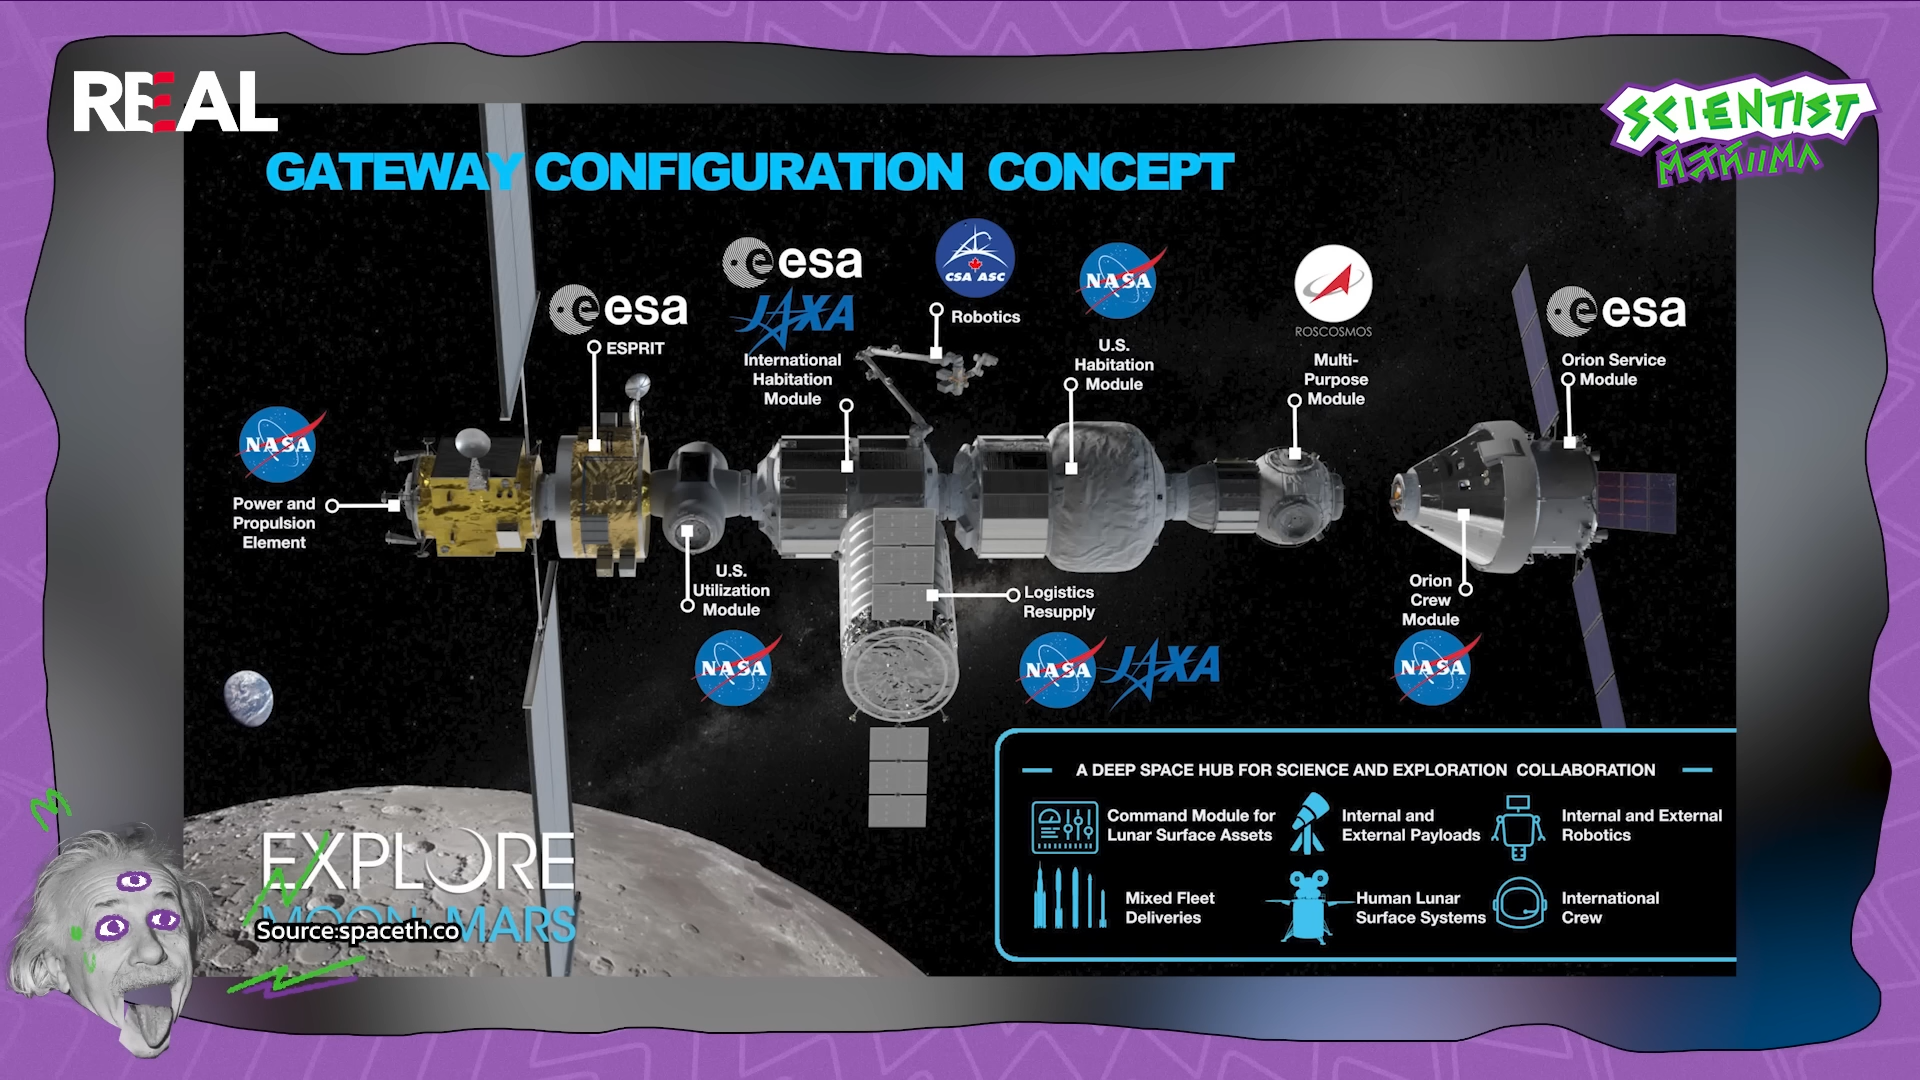 REAL
SCIENTIST
GATEWAY CONFIGURATION CONCEPT
esa
ESPRIT
esa
JAXA
International
Habitation
Module
CSA ASC
Robotics
NASA
U.S.
Habitation
Module
ROSCOSMOS
Multi-
Purpose
Module
esa
Orion Service
Module
NASA
Power and
Propulsion
Element
U.S.
Utilization
Module
NASA
Logistics
Resupply
NASA JAXA
Orion
Crew
Module
NASA
A DEEP SPACE HUB FOR SCIENCE AND EXPLORATION COLLABORATION
Command Module for
Lunar Surface Assets
Internal and
External Payloads
Internal and External
Robotics
Mixed Fleet
Deliveries
Human Lunar
Surface Systems
International
Crew
EXPLORE
MOON MARS
Source:spaceth.co